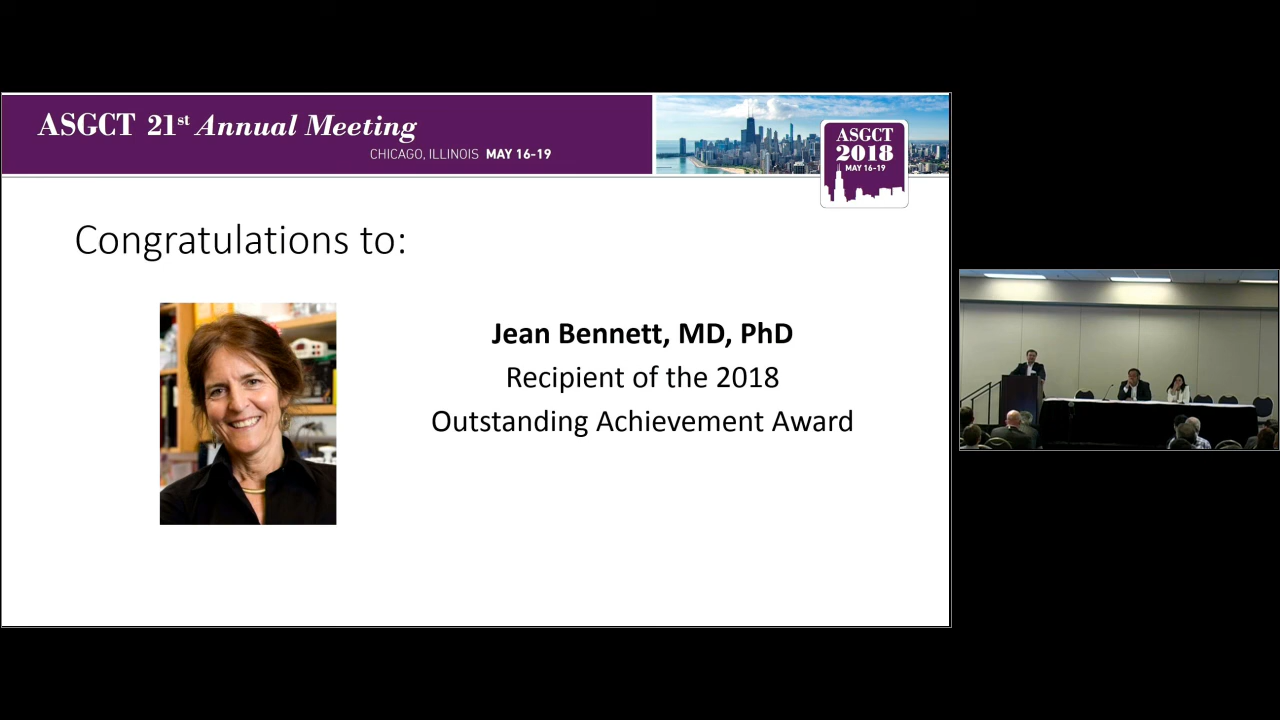 ASGCT 21st Annual Meeting
CHICAGO, ILLINOIS MAY 16-19
ASGCT
2018
MAY 16-19
Congratulations to:
Jean Bennett, MD, PhD
Recipient of the 2018
Outstanding Achievement Award